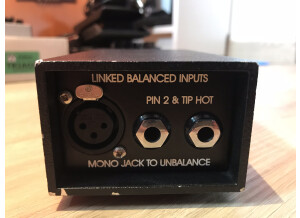 LINKED BALANCED INPUTS
PIN 2 & TIP HOT
MONO JACK TO UNBALANCE